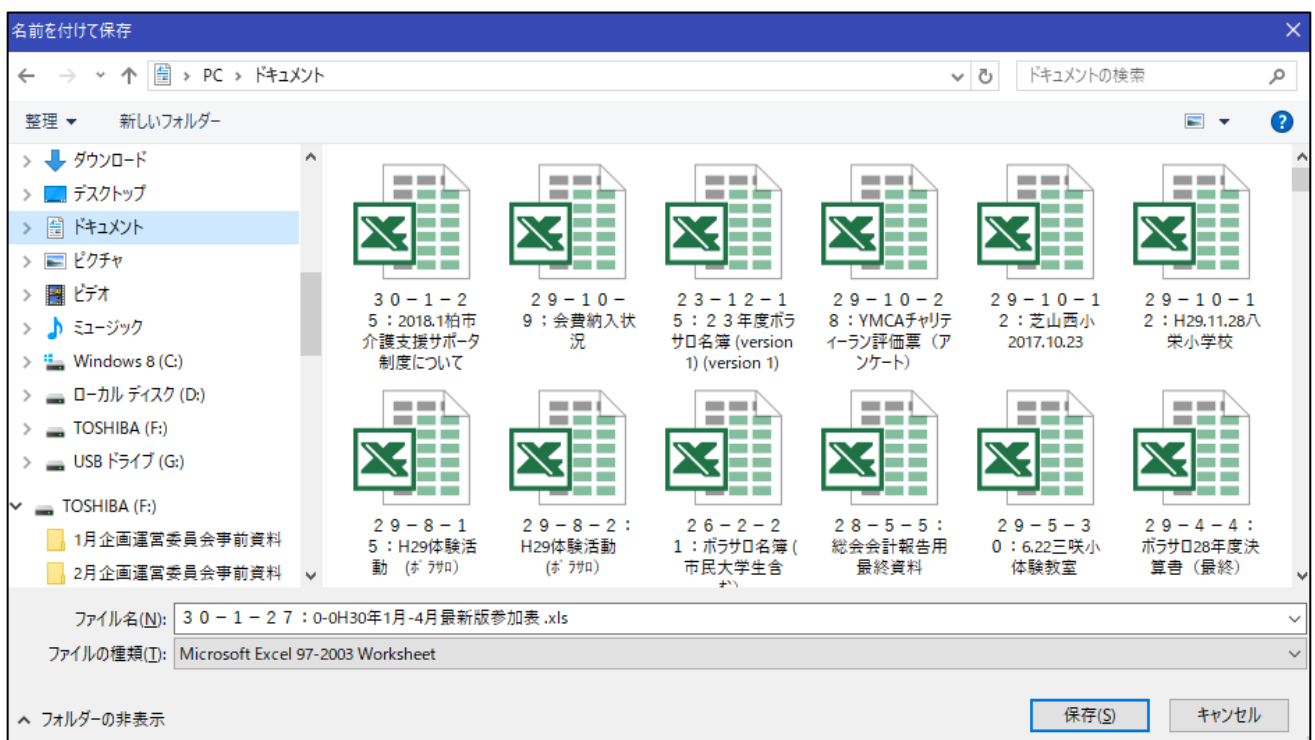 名前を付けて保存
PC › ドキュメント
ドキュメントの検索
整理 新しいフォルダー
ダウンロード
デスクトップ
ドキュメント
ピクチャ
ビデオ
ミュージック
Windows 8 (C:)
ローカル ディスク (D:)
TOSHIBA (F:)
USB ドライブ (G:)
TOSHIBA (F:)
1月企画運営委員会事前資料
2月企画運営委員会事前資料
30－1－2
5：2018.1柏市
介護支援サポータ
制度について
29－10－
9；会費納入状
況
23－12－1
5：23年度ボラ
サロ名簿 (version
1) (version 1)
29－10－2
8：YMCAチャリテ
ィーラン評価票（ア
ンケート）
29－10－1
2：芝山西小
2017.10.23
29－10－1
2：H29.11.28八
栄小学校
29－8－1
5：H29体験活
動 (ﾎﾞﾗｻﾛ)
29－8－2：
H29体験活動
(ﾎﾞﾗｻﾛ)
26－2－2
1：ボラサロ名簿 (
市民大学生含
む)
28－5－5：
総会会計報告用
最終資料
29－5－3
0：6.22三咲小
体験教室
29－4－4：
ボラサロ28年度決
算書（最終）
ファイル名(N): 30－1－27：0-0H30年1月-4月最新版参加表 .xls
ファイルの種類(T): Microsoft Excel 97-2003 Worksheet
フォルダーの非表示
保存(S)
キャンセル